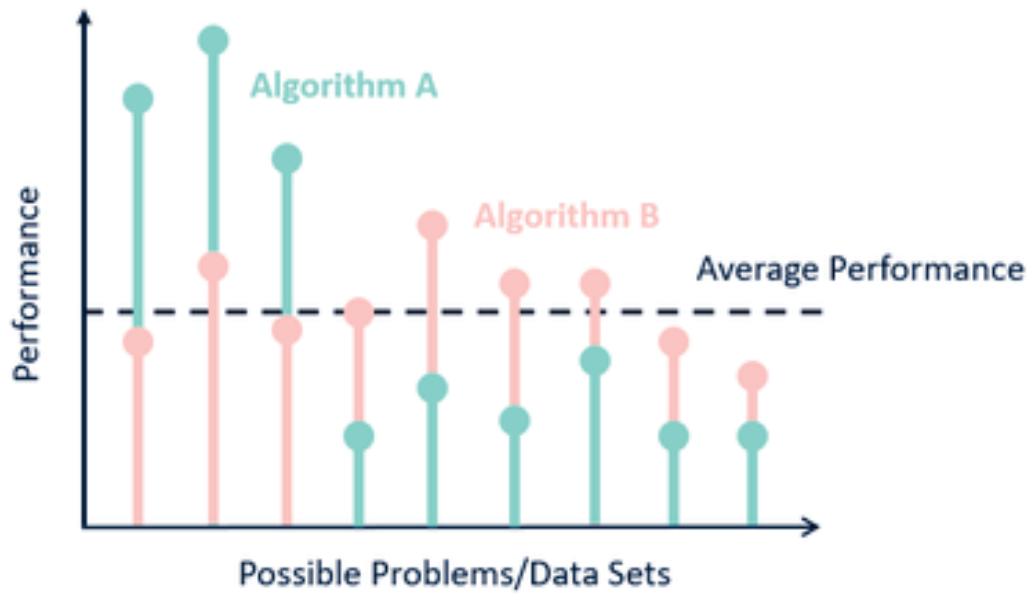 Algorithm A
Algorithm B
Average Performance
Performance
Possible Problems/Data Sets